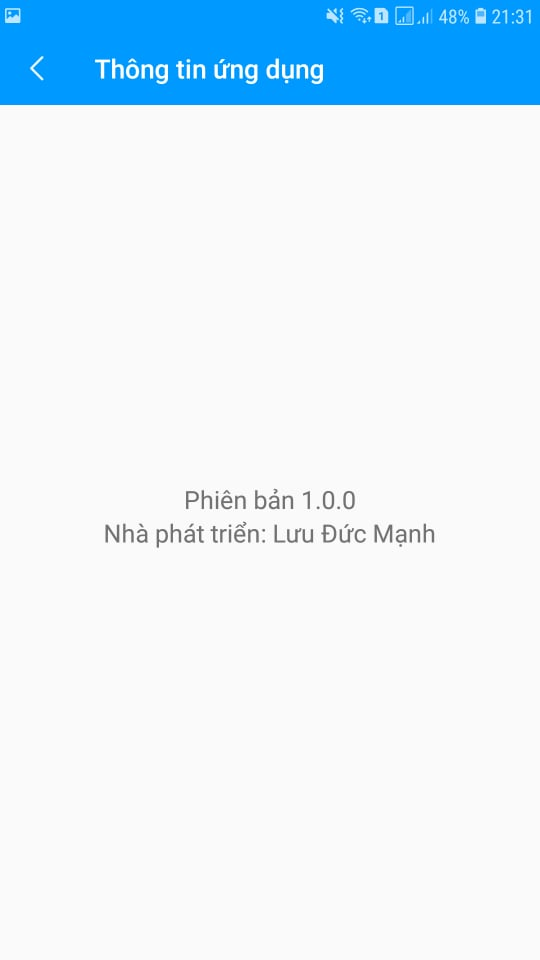 48% 21:31
Thông tin ứng dụng
Phiên bản 1.0.0
Nhà phát triển: Lưu Đức Mạnh